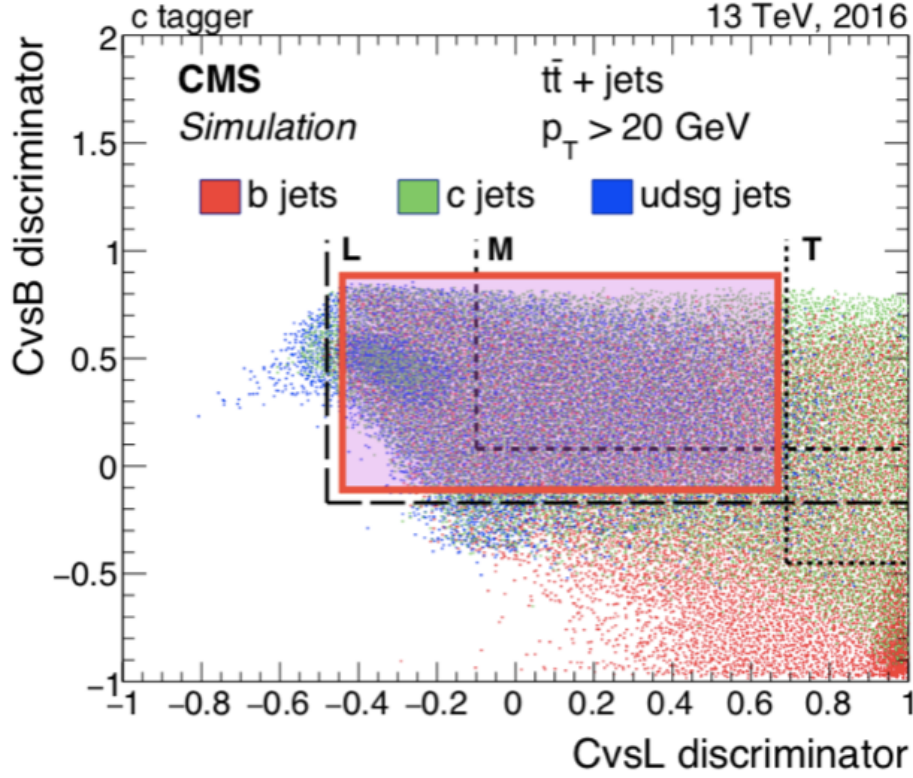 c tagger 13 TeV, 2016
CMS tt̄ + jets
Simulation p_T > 20 GeV
b jets c jets udsg jets
L M T
CvsB discriminator
2
1.5
1
0.5
0
−0.5
−1
−1 −0.8 −0.6 −0.4 −0.2 0 0.2 0.4 0.6 0.8 1
CvsL discriminator